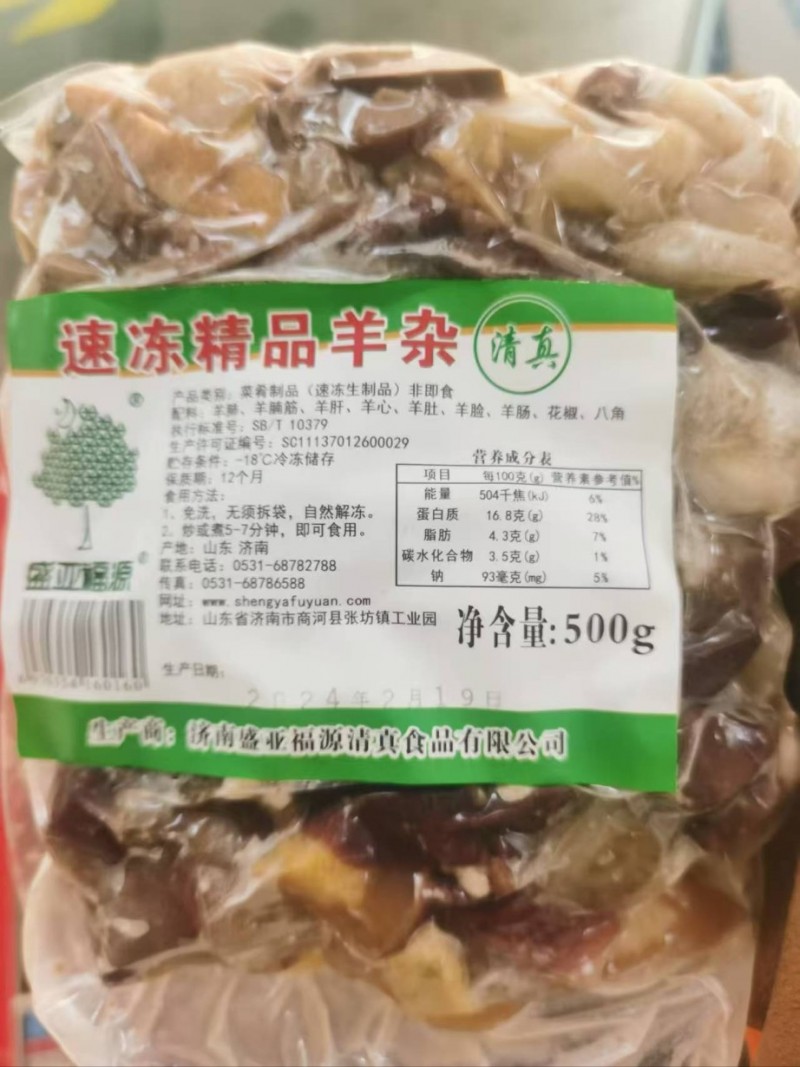 速冻精品羊杂
清真
产品类别：菜肴制品（速冻生制品）非即食
配料：羊肺、羊腩筋、羊肝、羊心、羊肚、羊脸、羊肠、花椒、八角
执行标准号：SB/T 10379
生产许可证编号：SC11137012600029
贮存条件：-18℃冷冻储存
保质期：12个月
食用方法：
1、免洗，无须拆袋，自然解冻。
2、炒或煮5-7分钟，即可食用。
产地：山东 济南
联系电话：0531-68782788
传真：0531-68786588
网址：www.shengyafuyuan.com
地址：山东省济南市商河县张坊镇工业园
营养成分表
项目 每100克(g) 营养素参考值%
能量 504千焦(kJ) 6%
蛋白质 16.8克(g) 28%
脂肪 4.3克(g) 7%
碳水化合物 3.5克(g) 1%
钠 93毫克(mg) 5%
净含量:500g
®
盛亚福源®
生产日期：
2024年2月19日
生产商：济南盛亚福源清真食品有限公司